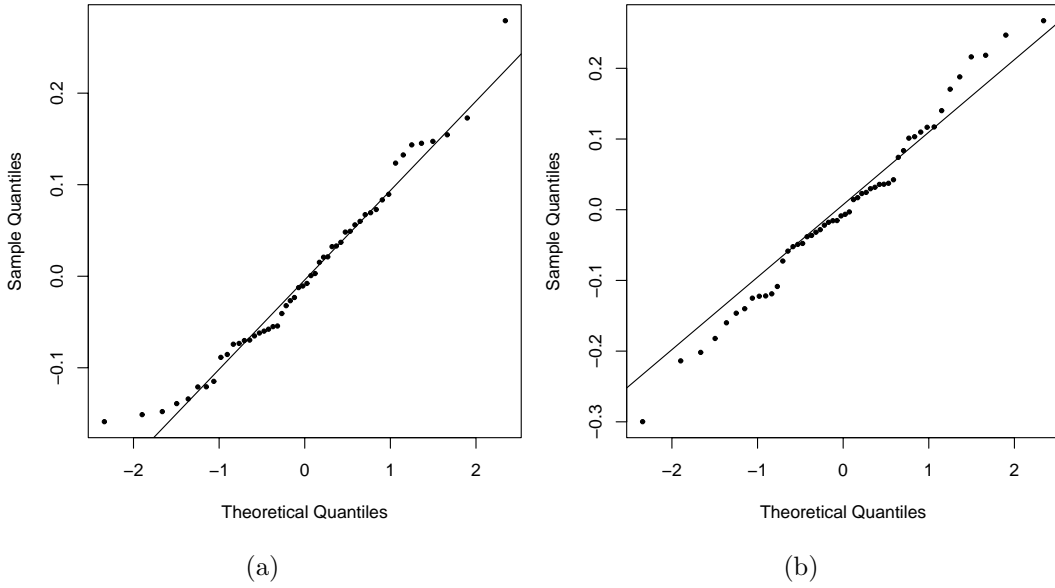 0.2
0.1
0.0
−0.1
Sample Quantiles
−2 −1 0 1 2
Theoretical Quantiles
(a)
0.2
0.1
0.0
−0.1
−0.2
−0.3
Sample Quantiles
−2 −1 0 1 2
Theoretical Quantiles
(b)